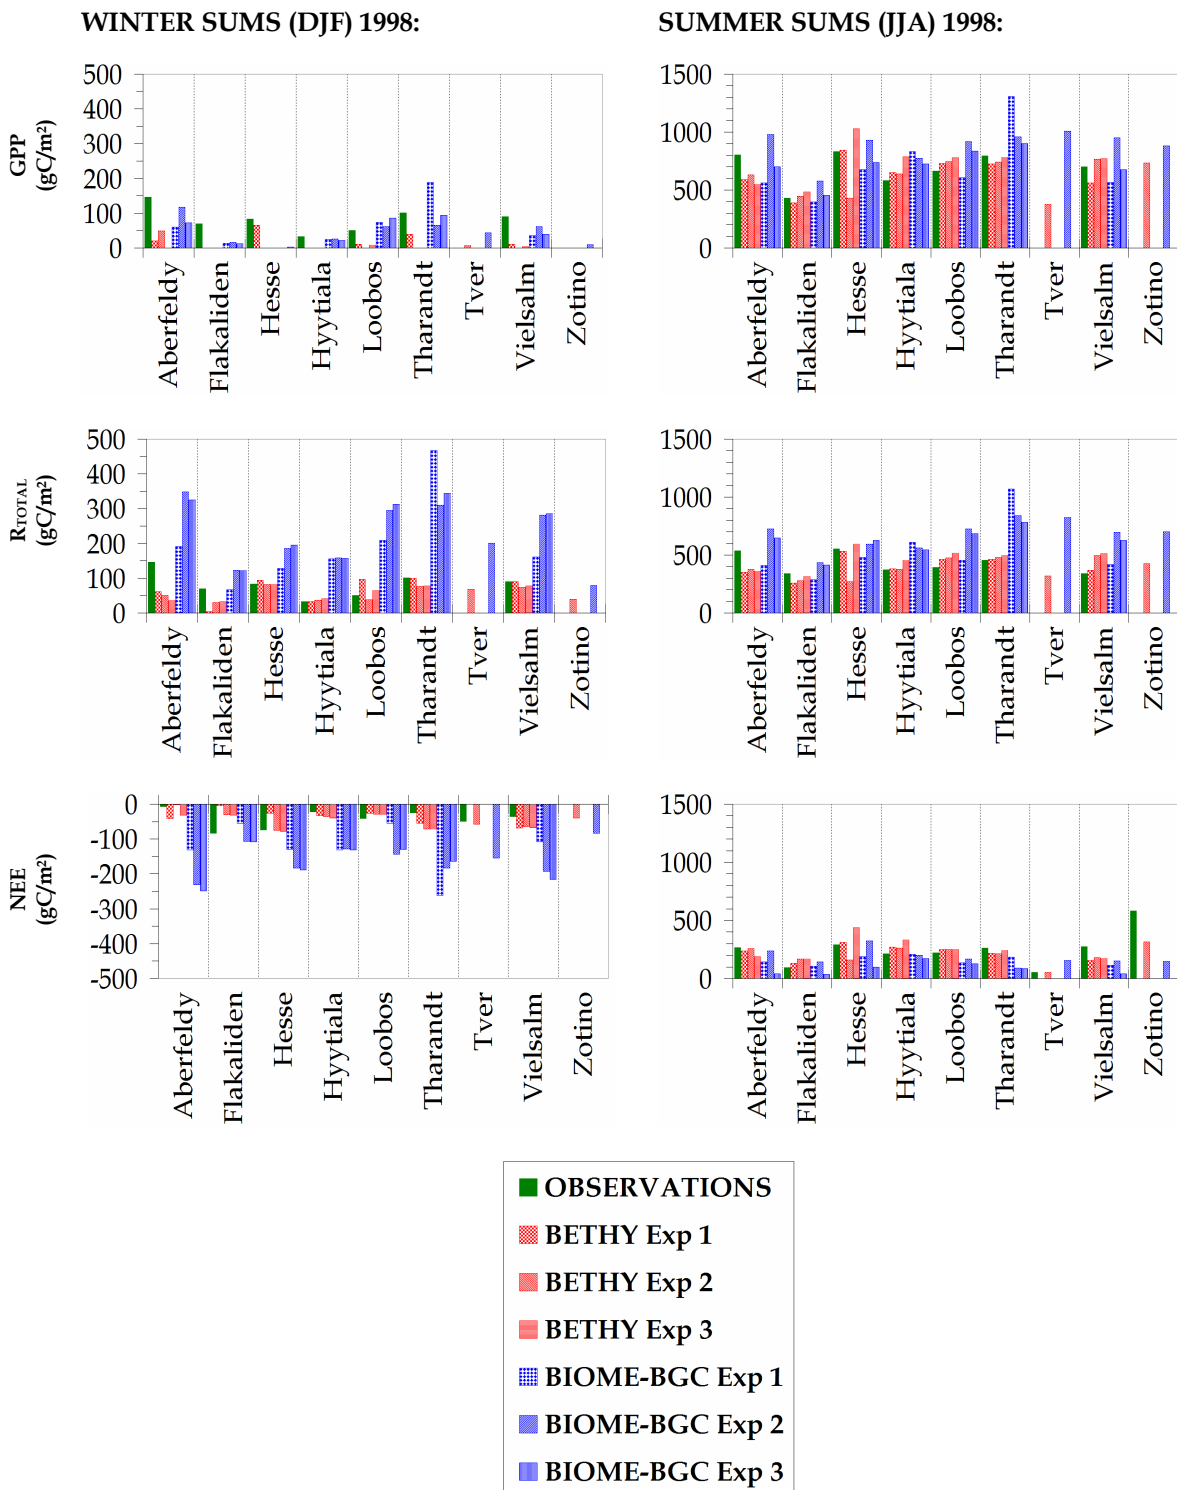 WINTER SUMS (DJF) 1998:
SUMMER SUMS (JJA) 1998:
GPP
(gC/m²)
500
400
300
200
100
0
Aberfeldy
Flakaliden
Hesse
Hyytiala
Loobos
Tharandt
Tver
Vielsalm
Zotino
1500
1000
500
0
Aberfeldy
Flakaliden
Hesse
Hyytiala
Loobos
Tharandt
Tver
Vielsalm
Zotino
RTOTAL
(gC/m²)
500
400
300
200
100
0
Aberfeldy
Flakaliden
Hesse
Hyytiala
Loobos
Tharandt
Tver
Vielsalm
Zotino
1500
1000
500
0
Aberfeldy
Flakaliden
Hesse
Hyytiala
Loobos
Tharandt
Tver
Vielsalm
Zotino
NEE
(gC/m²)
0
-100
-200
-300
-400
-500
Aberfeldy
Flakaliden
Hesse
Hyytiala
Loobos
Tharandt
Tver
Vielsalm
Zotino
1500
1000
500
0
Aberfeldy
Flakaliden
Hesse
Hyytiala
Loobos
Tharandt
Tver
Vielsalm
Zotino
OBSERVATIONS
BETHY Exp 1
BETHY Exp 2
BETHY Exp 3
BIOME-BGC Exp 1
BIOME-BGC Exp 2
BIOME-BGC Exp 3